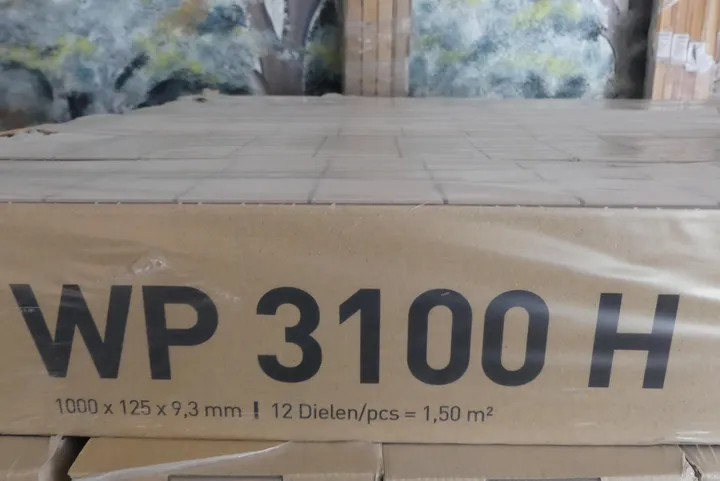 WP 3100 H
1000 x 125 x 9,3 mm | 12 Dielen/pcs = 1,50 m²